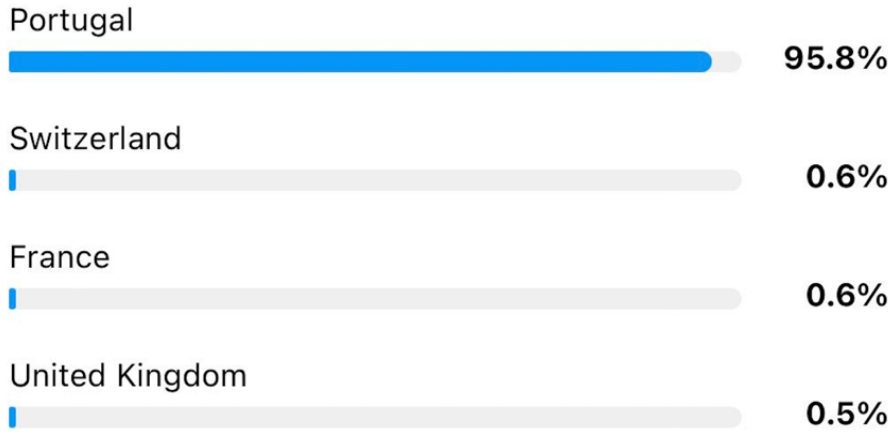 Portugal
95.8%
Switzerland
0.6%
France
0.6%
United Kingdom
0.5%